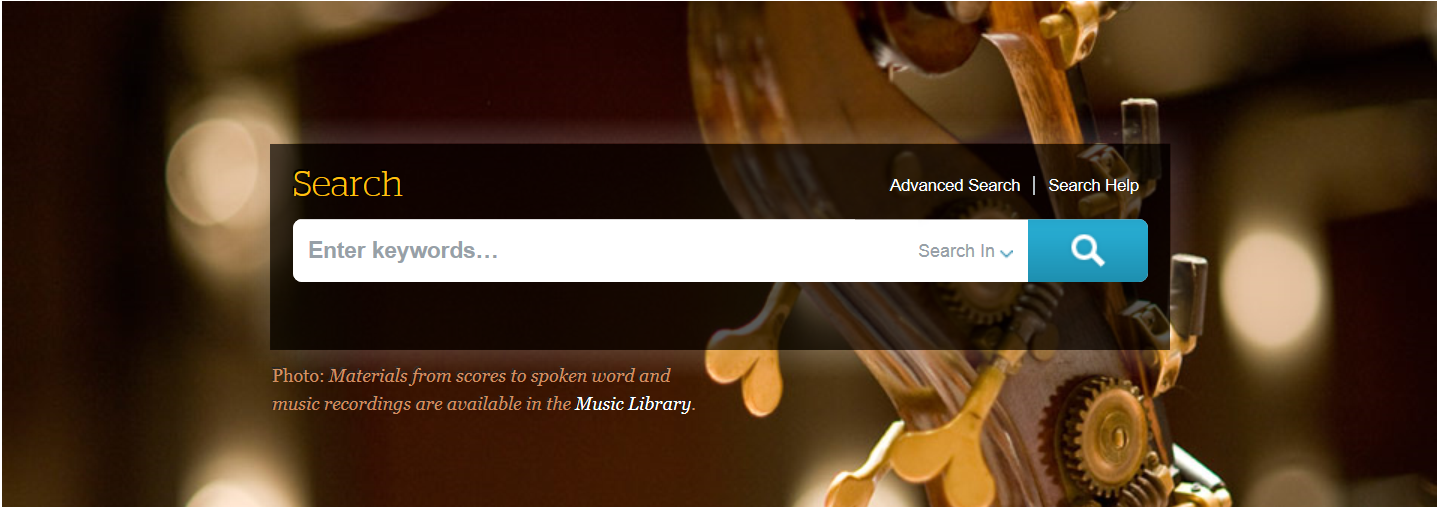 Search
Advanced Search | Search Help
Enter keywords...
Search In
Photo: Materials from scores to spoken word and
music recordings are available in the Music Library.